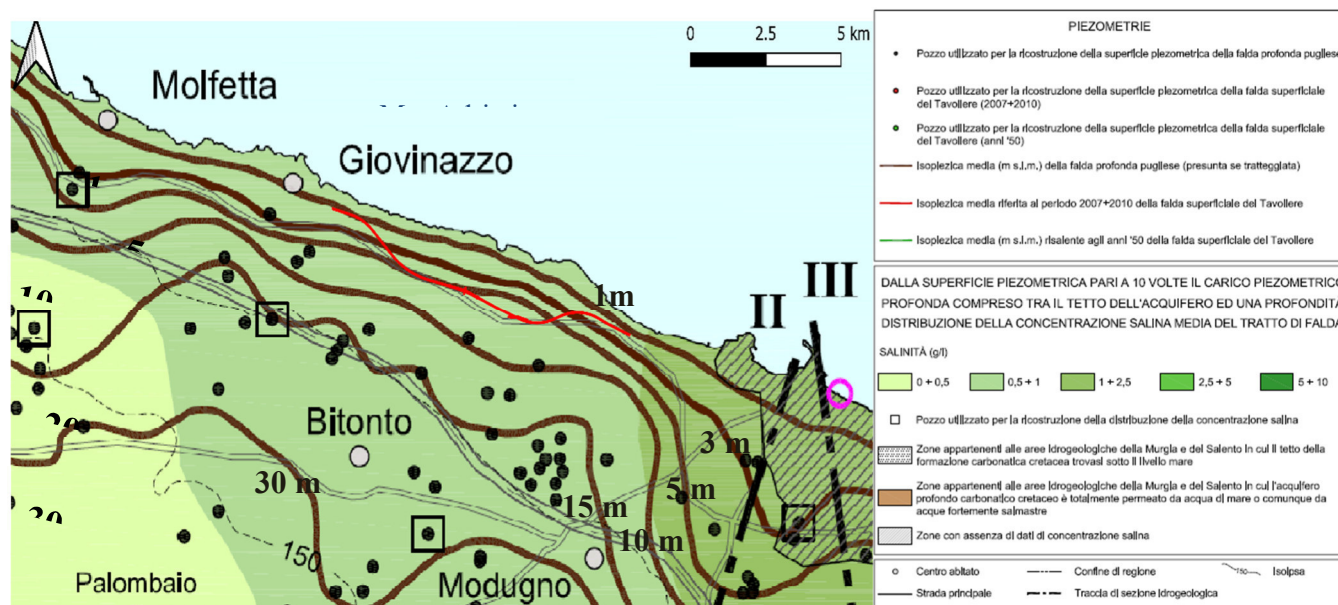 0 2.5 5 km
Molfetta
Giovinazzo
1m
II
III
10
20
30
Bitonto
30 m
3 m
5 m
15 m
10 m
150
Palombaio
Modugno
PIEZOMETRIE
Pozzo utilizzato per la ricostruzione della superficie piezometrica della falda profonda pugliese
Pozzo utilizzato per la ricostruzione della superficie piezometrica della falda superficiale
del Tavoliere (2007÷2010)
Pozzo utilizzato per la ricostruzione della superficie piezometrica della falda superficiale
del Tavoliere (anni '50)
Isopiezica media (m s.l.m.) della falda profonda pugliese (presunta se tratteggiata)
Isopiezica media riferita al periodo 2007÷2010 della falda superficiale del Tavoliere
Isopiezica media (m s.l.m.) risalente agli anni '50 della falda superficiale del Tavoliere
DALLA SUPERFICIE PIEZOMETRICA PARI A 10 VOLTE IL CARICO PIEZOMETRICO
PROFONDA COMPRESO TRA IL TETTO DELL'ACQUIFERO ED UNA PROFONDITÀ
DISTRIBUZIONE DELLA CONCENTRAZIONE SALINA MEDIA DEL TRATTO DI FALDA
SALINITÀ (g/l)
0 ÷ 0,5 0,5 ÷ 1 1 ÷ 2,5 2,5 ÷ 5 5 ÷ 10
Pozzo utilizzato per la ricostruzione della distribuzione della concentrazione salina
Zone appartenenti alle aree idrogeologiche della Murgia e del Salento in cui il tetto della
formazione carbonatica cretacea trovasi sotto il livello mare
Zone appartenenti alle aree idrogeologiche della Murgia e del Salento in cui l'acquifero
profondo carbonatico cretaceo è totalmente permeato da acqua di mare o comunque da
acque fortemente salmastre
Zone con assenza di dati di concentrazione salina
Centro abitato Confine di regione 150 Isoipsa
Strada principale Traccia di sezione idrogeologica